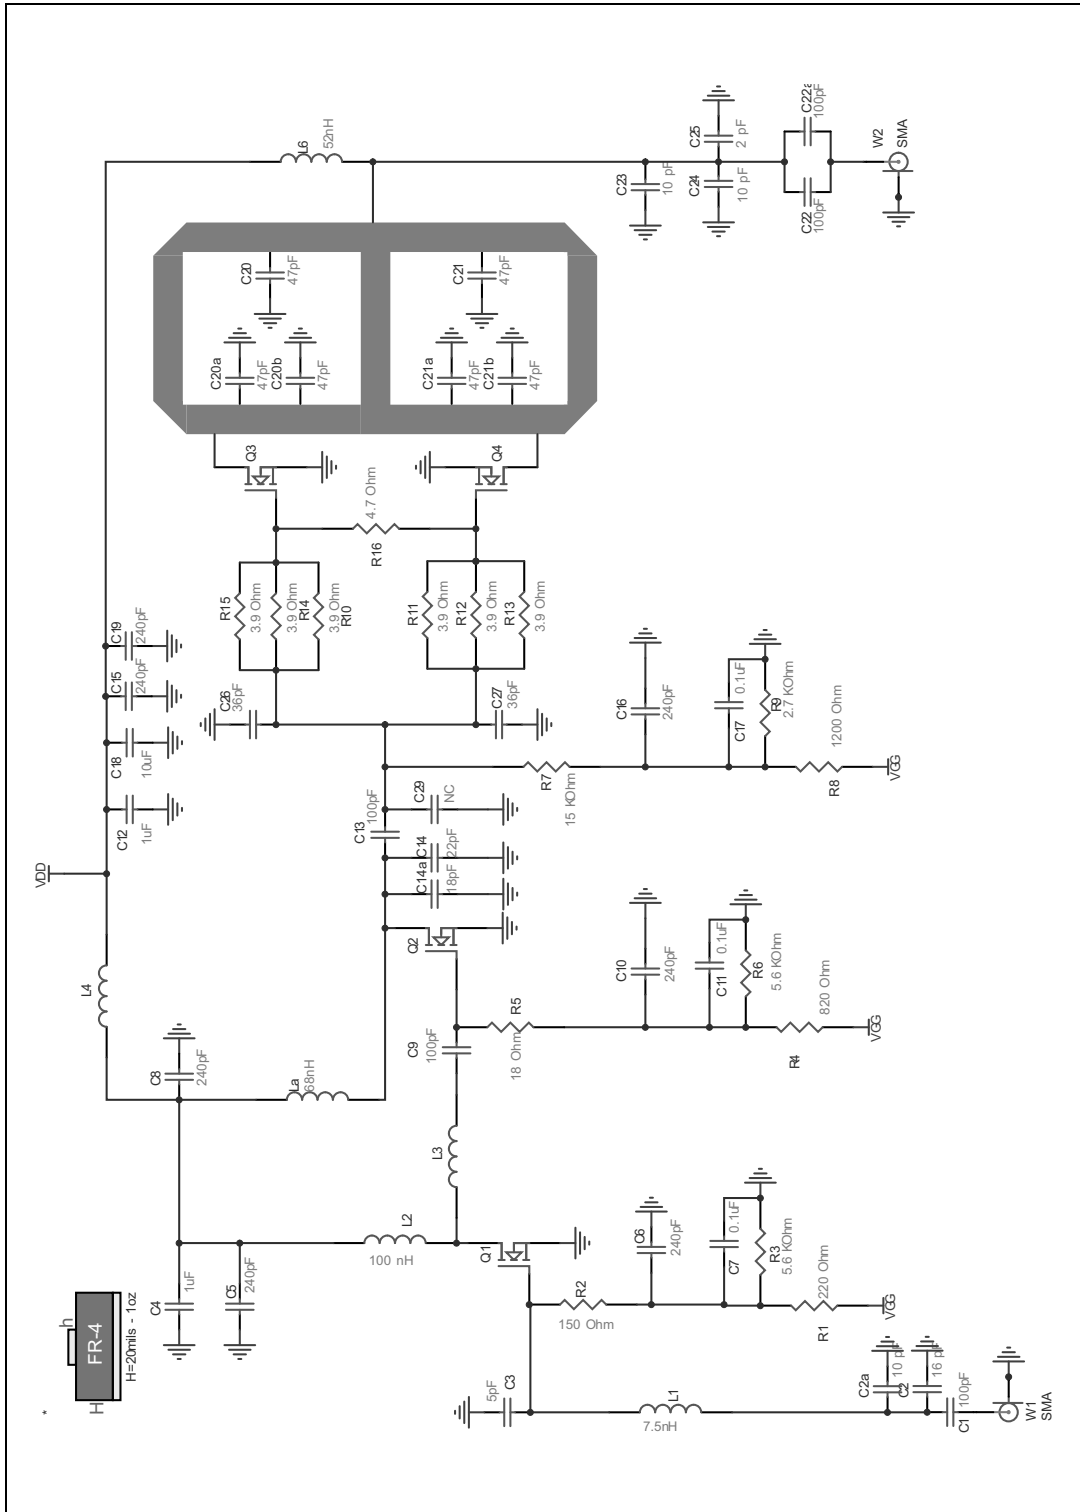 C22a
100pF
W2
SMA
C22
100pF
C25
2 pF
C24
10 pF
C23
10 pF
L6
52nH
C20
47pF
C21
47pF
C20a
47pF
C20b
47pF
C21a
47pF
C21b
47pF
Q3
Q4
4.7 Ohm
R16
R15
3.9 Ohm
R14
3.9 Ohm
R10
3.9 Ohm
R11
3.9 Ohm
R12
3.9 Ohm
R13
3.9 Ohm
C19
240pF
C15
240pF
C18
10uF
C12
1uF
VDD
C26
36pF
C27
36pF
C16
240pF
0.1uF
C17
R9
2.7 KOhm
1200 Ohm
R8
VGG
R7
15 KOhm
C13
100pF
C29
NC
C14
22pF
C14a
18pF
Q2
L4
C8
240pF
La
68nH
C9
100pF
R5
18 Ohm
C10
240pF
0.1uF
C11
R6
5.6 KOhm
820 Ohm
R4
VGG
L3
L2
100 nH
Q1
C4
1uF
C5
240pF
R2
150 Ohm
C6
240pF
0.1uF
C7
R3
5.6 KOhm
220 Ohm
R1
VGG
5pF
C3
L1
7.5nH
C2a
10 pF
C2
16 pF
C1
100pF
W1
SMA
h
FR-4
H
H=20mils - 1oz
*